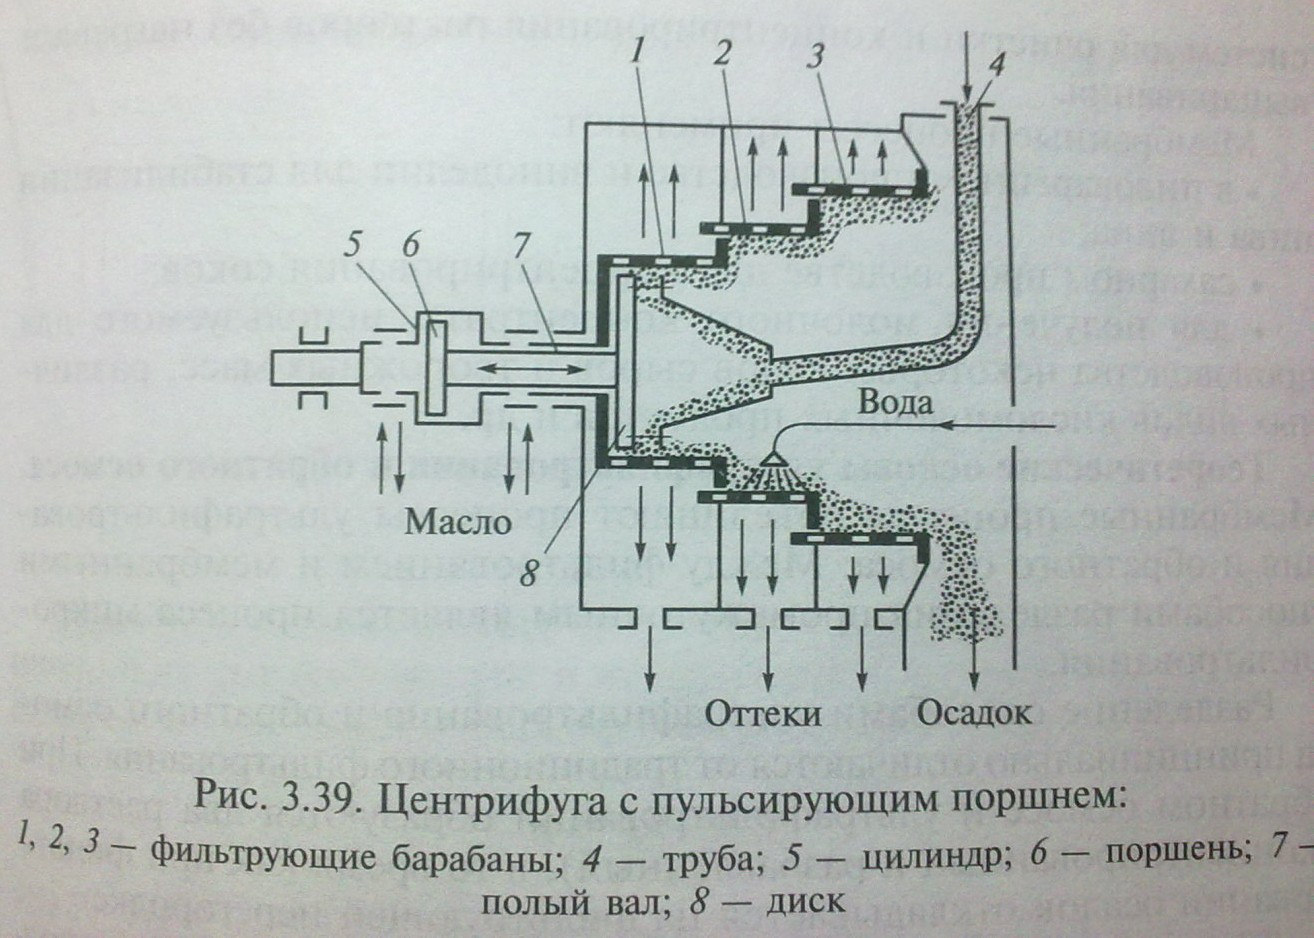 1 2 3 4
5 6 7
Вода
Масло
8
Оттеки Осадок
Рис. 3.39. Центрифуга с пульсирующим поршнем:
1, 2, 3 — фильтрующие барабаны; 4 — труба; 5 — цилиндр; 6 — поршень; 7 —
полый вал; 8 — диск